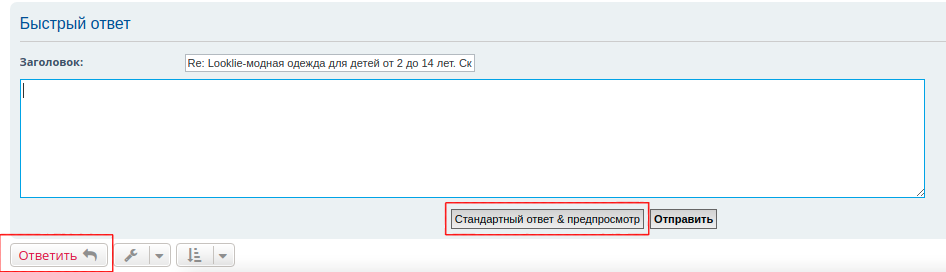 Быстрый ответ
Заголовок: Re: Looklie-модная одежда для детей от 2 до 14 лет. Ск
Стандартный ответ & предпросмотр Отправить
Ответить